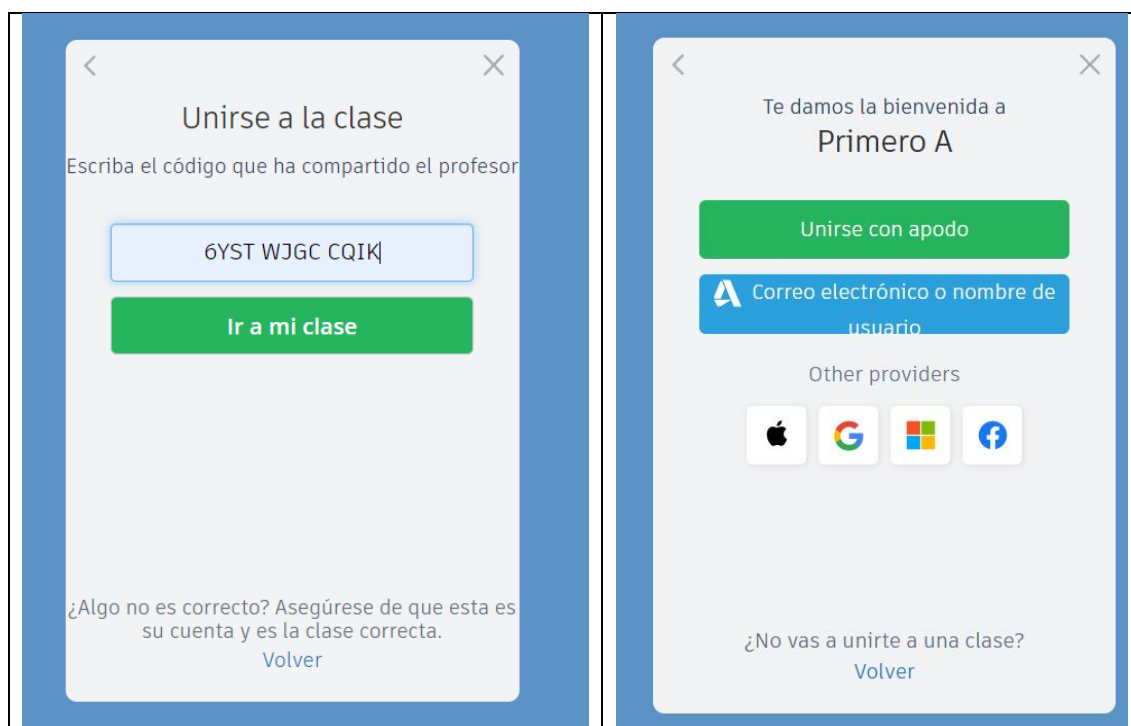 Unirse a la clase
Escriba el código que ha compartido el profesor
6YST WJGC CQIK
Ir a mi clase
¿Algo no es correcto? Asegúrese de que esta es
su cuenta y es la clase correcta.
Volver
Te damos la bienvenida a
Primero A
Unirse con apodo
Correo electrónico o nombre de
usuario
Other providers
¿No vas a unirte a una clase?
Volver